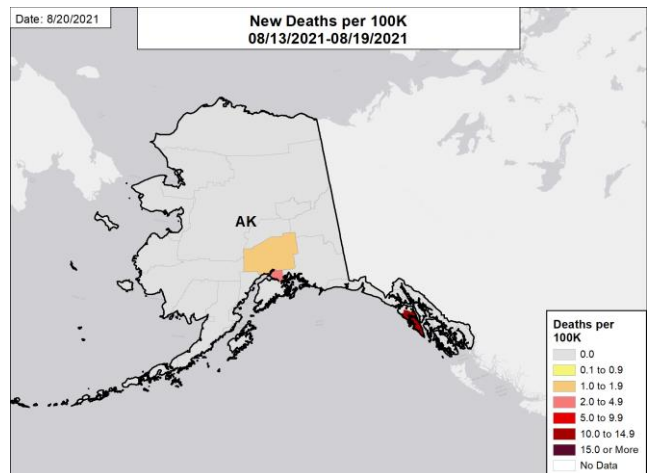 Date: 8/20/2021
New Deaths per 100K
08/13/2021-08/19/2021
AK
Deaths per
100K
0.0
0.1 to 0.9
1.0 to 1.9
2.0 to 4.9
5.0 to 9.9
10.0 to 14.9
15.0 or More
No Data